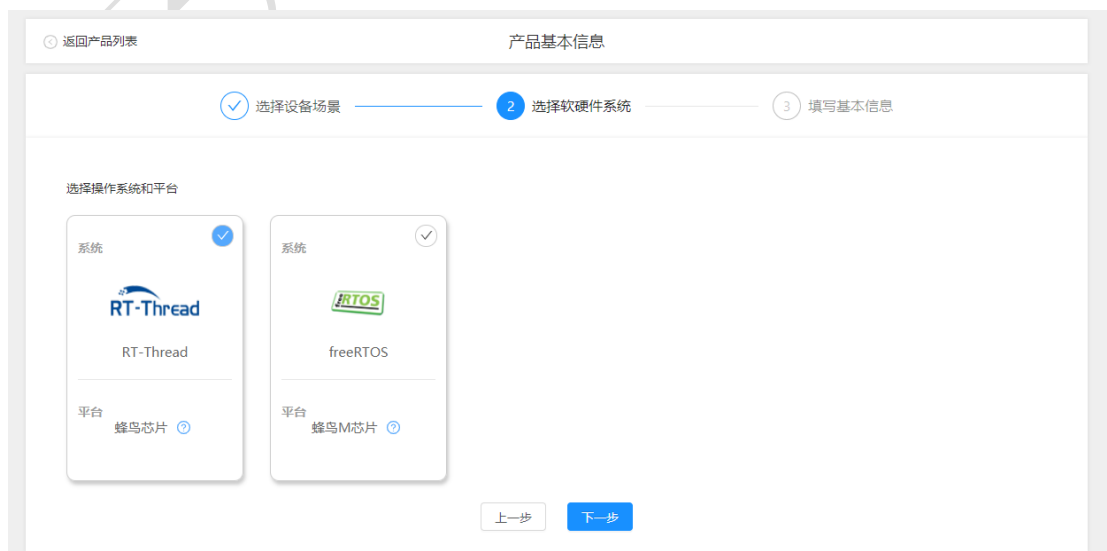 返回产品列表
产品基本信息
选择设备场景
2 选择软硬件系统
3 填写基本信息
选择操作系统和平台
系统
RT-Thread
RT-Thread
平台
蜂鸟芯片 ?
系统
RTOS
freeRTOS
平台
蜂鸟M芯片 ?
上一步
下一步